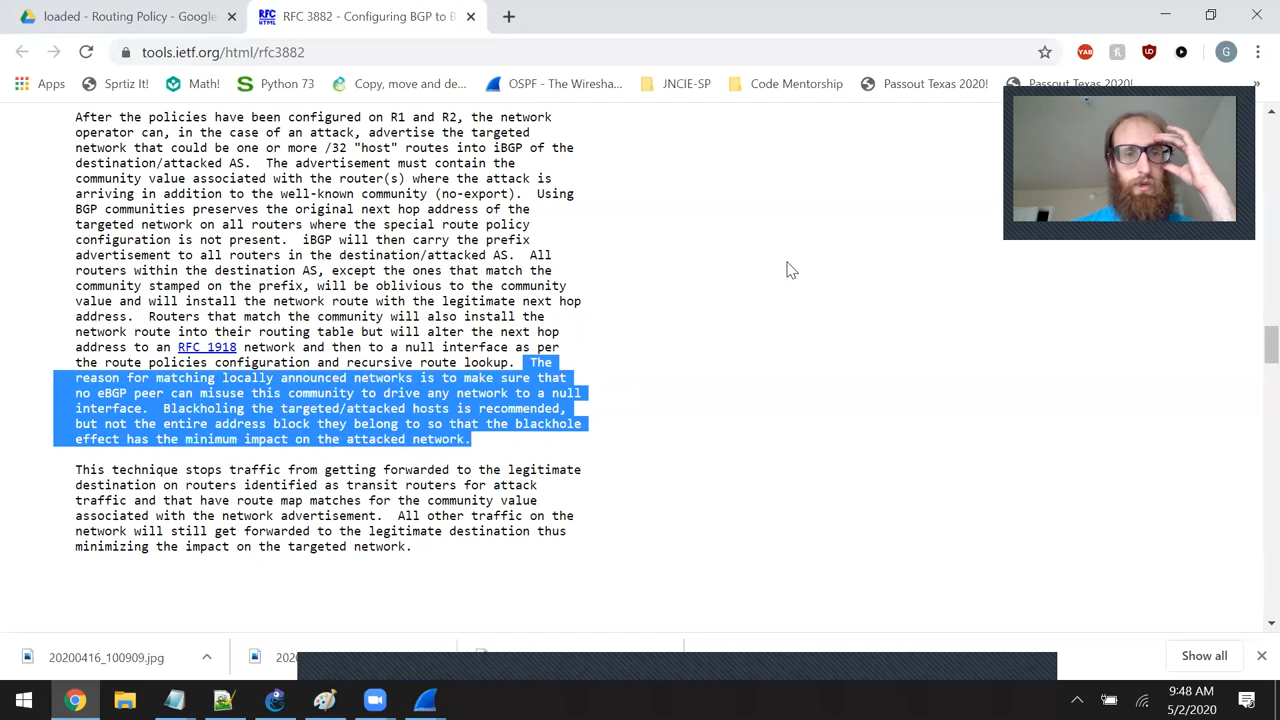 loaded - Routing Policy - Google
RFC HTML
RFC 3882 - Configuring BGP to B
tools.ietf.org/html/rfc3882
YAB
G
Apps
Sprtiz It!
Math!
Python 73
Copy, move and de...
OSPF - The Wiresha...
JNCIE-SP
Code Mentorship
Passout Texas 2020!
Passout Texas 2020!
»
After the policies have been configured on R1 and R2, the network
operator can, in the case of an attack, advertise the targeted
network that could be one or more /32 "host" routes into iBGP of the
destination/attacked AS.  The advertisement must contain the
community value associated with the router(s) where the attack is
arriving in addition to the well-known community (no-export).  Using
BGP communities preserves the original next hop address of the
targeted network on all routers where the special route policy
configuration is not present.  iBGP will then carry the prefix
advertisement to all routers in the destination/attacked AS.  All
routers within the destination AS, except the ones that match the
community stamped on the prefix, will be oblivious to the community
value and will install the network route with the legitimate next hop
address.  Routers that match the community will also install the
network route into their routing table but will alter the next hop
address to an RFC 1918 network and then to a null interface as per
the route policies configuration and recursive route lookup.  The
reason for matching locally announced networks is to make sure that
no eBGP peer can misuse this community to drive any network to a null
interface.  Blackholing the targeted/attacked hosts is recommended,
but not the entire address block they belong to so that the blackhole
effect has the minimum impact on the attacked network.
This technique stops traffic from getting forwarded to the legitimate
destination on routers identified as transit routers for attack
traffic and that have route map matches for the community value
associated with the network advertisement.  All other traffic on the
network will still get forwarded to the legitimate destination thus
minimizing the impact on the targeted network.
20200416_100909.jpg
Show all
9:48 AM
5/2/2020